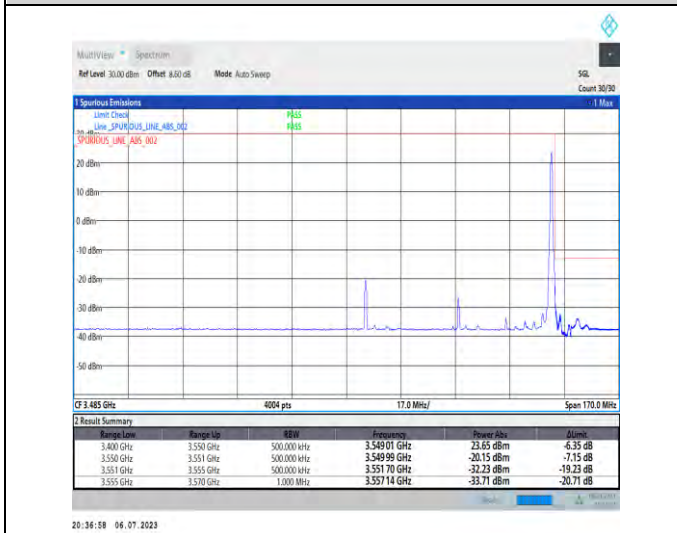 MultiView Spectrum
Ref Level 30.00 dBm Offset 8.60 dB Mode Auto Sweep SGL
Count 30/30
1 Spurious Emissions 1 Max
Limit Check PASS
Line _SPURIOUS_LINE_ABS_002 PASS
_SPURIOUS_LINE_ABS_002
20 dBm
10 dBm
0 dBm
-10 dBm
-20 dBm
-30 dBm
-40 dBm
-50 dBm
CF 3.485 GHz 4004 pts 17.0 MHz/ Span 170.0 MHz
2 Result Summary
Range Low Range Up RBW Frequency Power Abs ΔLimit
3.400 GHz 3.550 GHz 500.000 kHz 3.549 01 GHz 23.65 dBm -6.35 dB
3.550 GHz 3.551 GHz 500.000 kHz 3.549 99 GHz -20.15 dBm -7.15 dB
3.551 GHz 3.555 GHz 500.000 kHz 3.551 70 GHz -32.23 dBm -19.23 dB
3.555 GHz 3.570 GHz 1.000 MHz 3.557 14 GHz -33.71 dBm -20.71 dB
20:36:58 06.07.2023